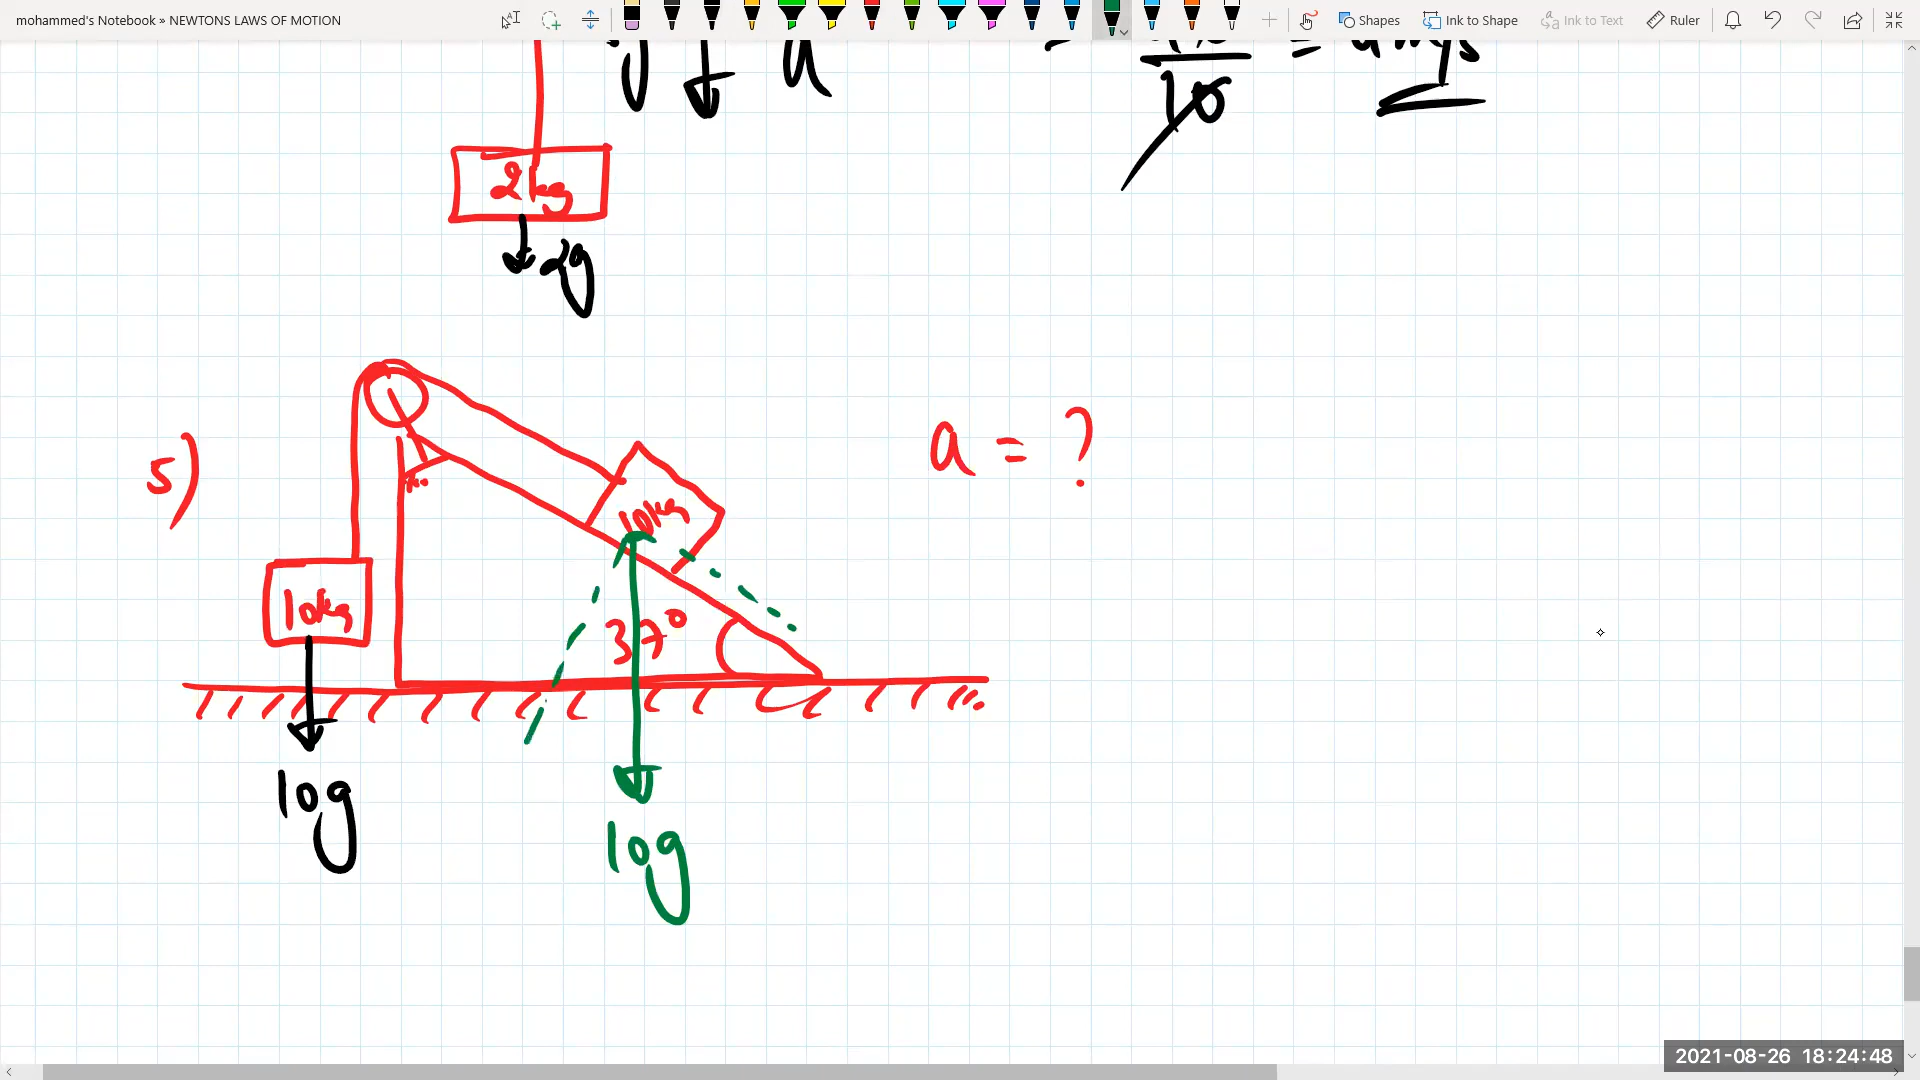 mohammed's Notebook » NEWTONS LAWS OF MOTION
Shapes
Ink to Shape
Ink to Text
Ruler
g a
10
2kg
2g
5)
a = ?
10kg
10kg
37°
10g
10g
2021-08-26 18:24:48